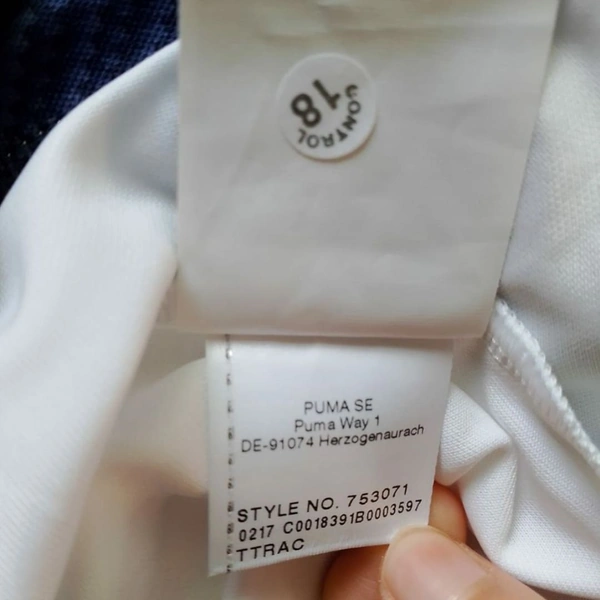 18
CONTROL
PUMA SE
Puma Way 1
DE-91074 Herzogenaurach
STYLE NO. 753071
0217 C0018391B0003597
TTRAC